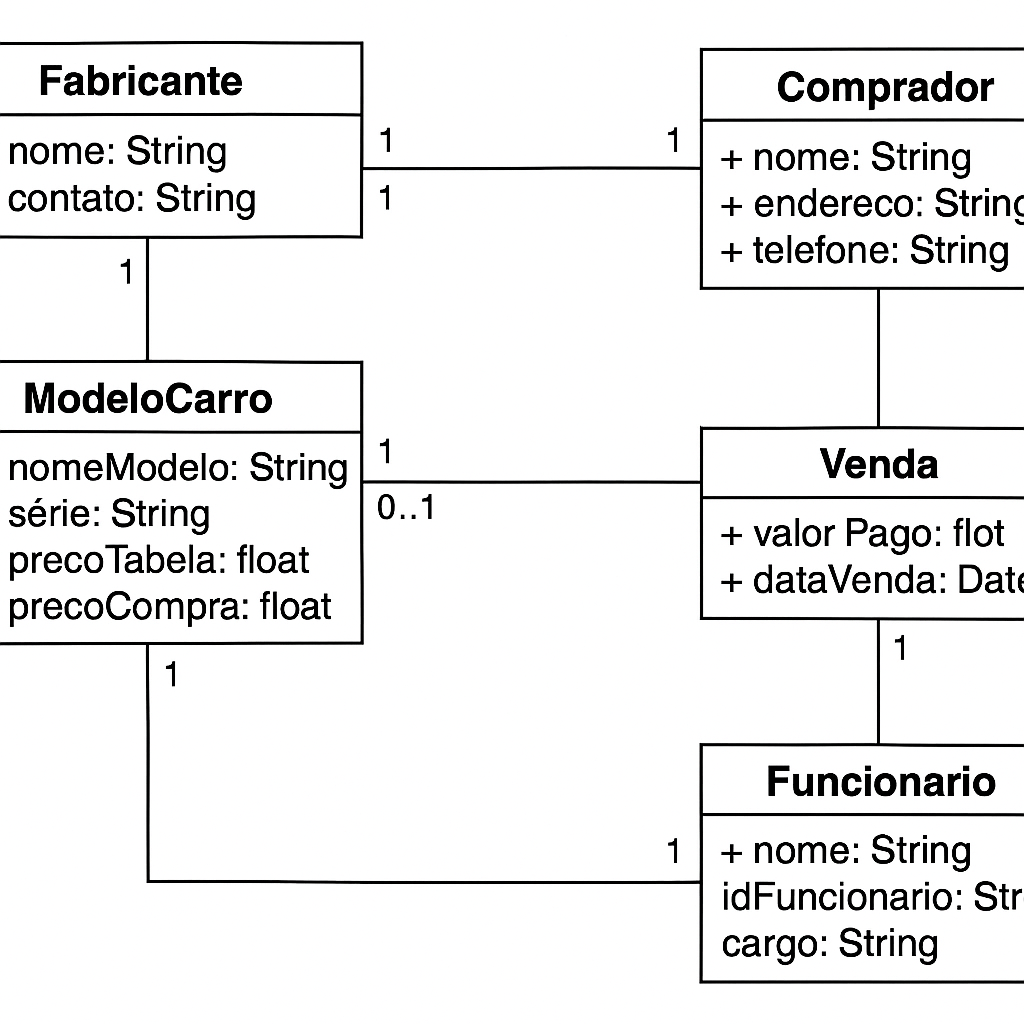 Fabricante
nome: String
contato: String
1
1
1
1
Comprador
+ nome: String
+ endereco: String
+ telefone: String
ModeloCarro
nomeModelo: String
série: String
precoTabela: float
precoCompra: float
1
0..1
1
Venda
+ valor Pago: flot
+ dataVenda: Date
1
1
Funcionario
+ nome: String
idFuncionario: Str
cargo: String